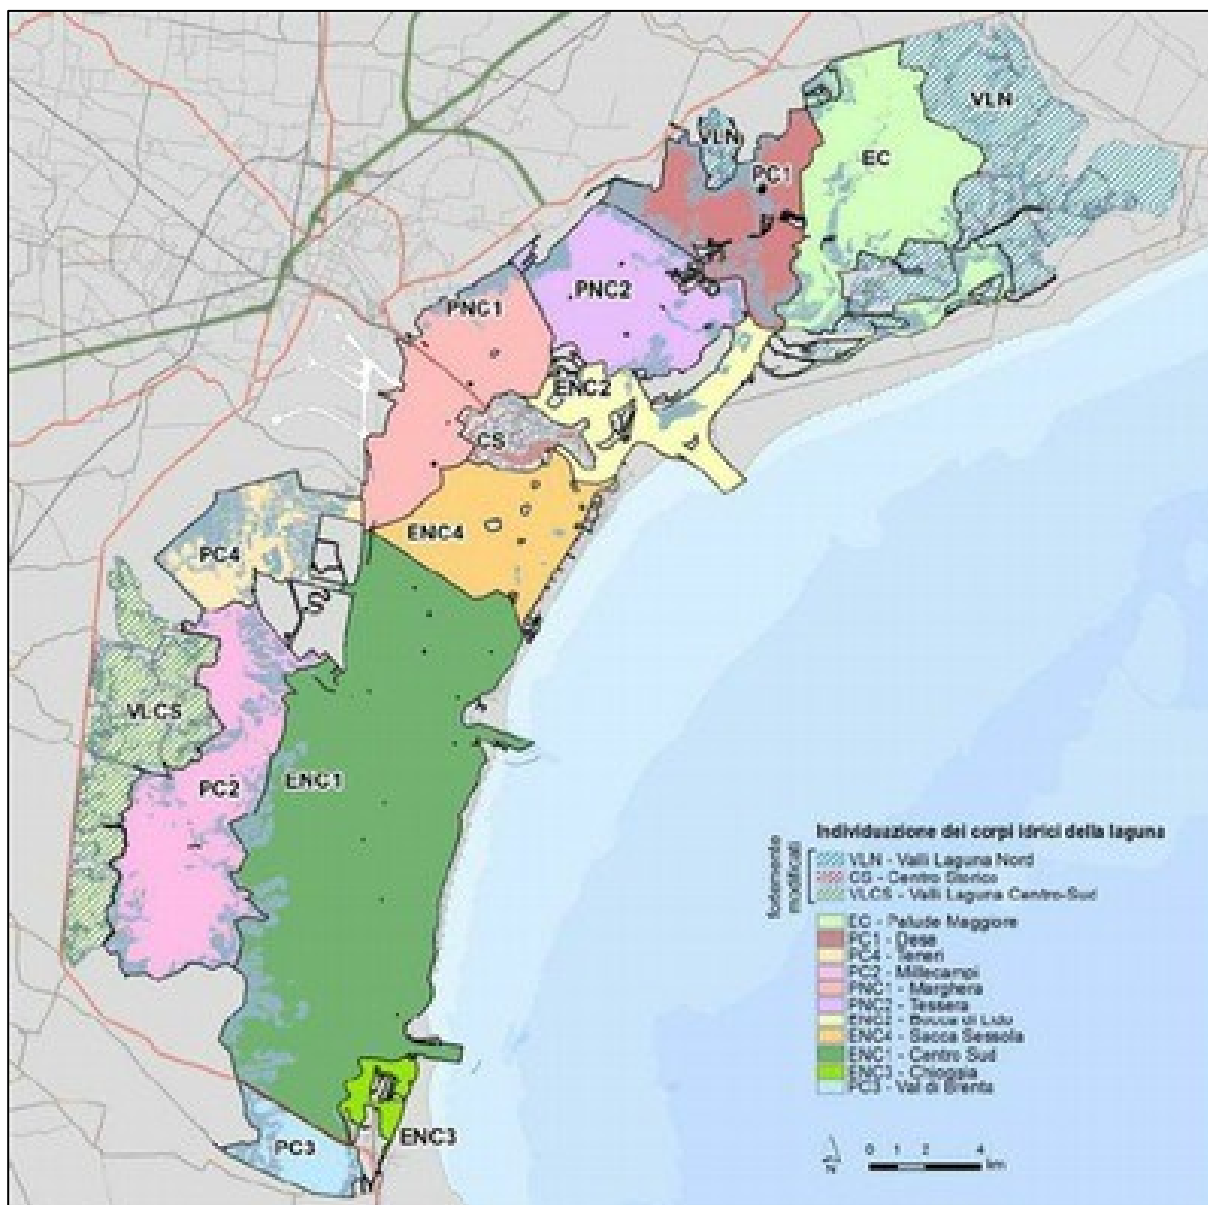 VLN
VLN
EC
PC1
PNC2
PNC1
ENC2
CS
ENC4
PC4
VLCS
PC2
ENC1
PC3
ENC3
Individuazione dei corpi idrici della laguna
fortemente modificati
VLN - Valli Laguna Nord
CS - Centro Storico
VLCS - Valli Laguna Centro-Sud
EC - Palude Maggiore
PC1 - Dese
PC4 - Teneri
PC2 - Millecampi
PNC1 - Marghera
PNC2 - Tessera
ENC2 - Bocca di Lido
ENC4 - Sacca Sessola
ENC1 - Centro Sud
ENC3 - Chioggia
PC3 - Val di Brenta
N
0 1 2 4
km